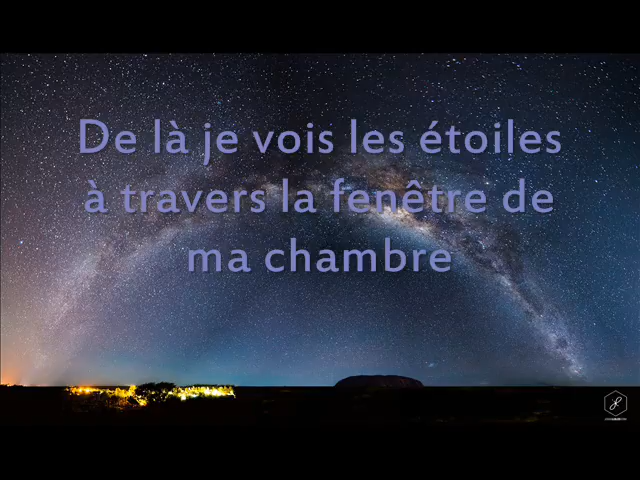 De là je vois les étoiles
à travers la fenêtre de
ma chambre